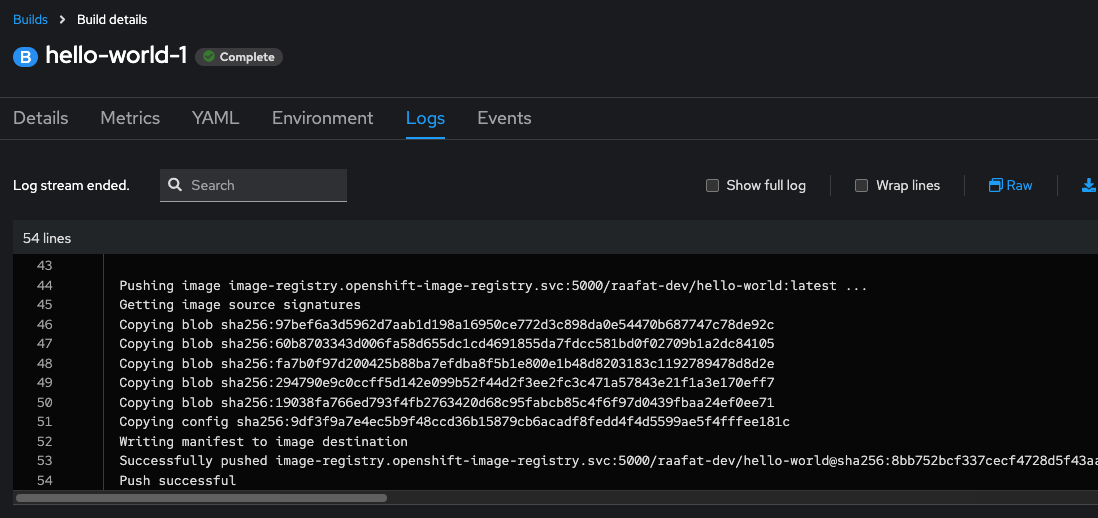 Builds > Build details
B hello-world-1 Complete
Details Metrics YAML Environment Logs Events
Log stream ended. Search Show full log Wrap lines Raw
54 lines
43
44 Pushing image image-registry.openshift-image-registry.svc:5000/raafat-dev/hello-world:latest ...
45 Getting image source signatures
46 Copying blob sha256:97bef6a3d5962d7aab1d198a16950ce772d3c898da0e54470b687747c78de92c
47 Copying blob sha256:60b8703343d006fa58d655dc1cd4691855da7fdcc581bd0f02709b1a2dc84105
48 Copying blob sha256:fa7b0f97d200425b88ba7efdba8f5b1e800e1b48d8203183c1192789478d8d2e
49 Copying blob sha256:294790e9c0ccff5d142e099b52f44d2f3ee2fc3c471a57843e21f1a3e170eff7
50 Copying blob sha256:19038fa766ed793f4fb2763420d68c95fabcb85c4f6f97d0439fbaa24ef0ee71
51 Copying config sha256:9df3f9a7e4ec5b9f48ccd36b15879cb6acadf8fedd4f4d5599ae5f4fffee181c
52 Writing manifest to image destination
53 Successfully pushed image-registry.openshift-image-registry.svc:5000/raafat-dev/hello-world@sha256:8bb752bcf337cecf4728d5f43aa
54 Push successful